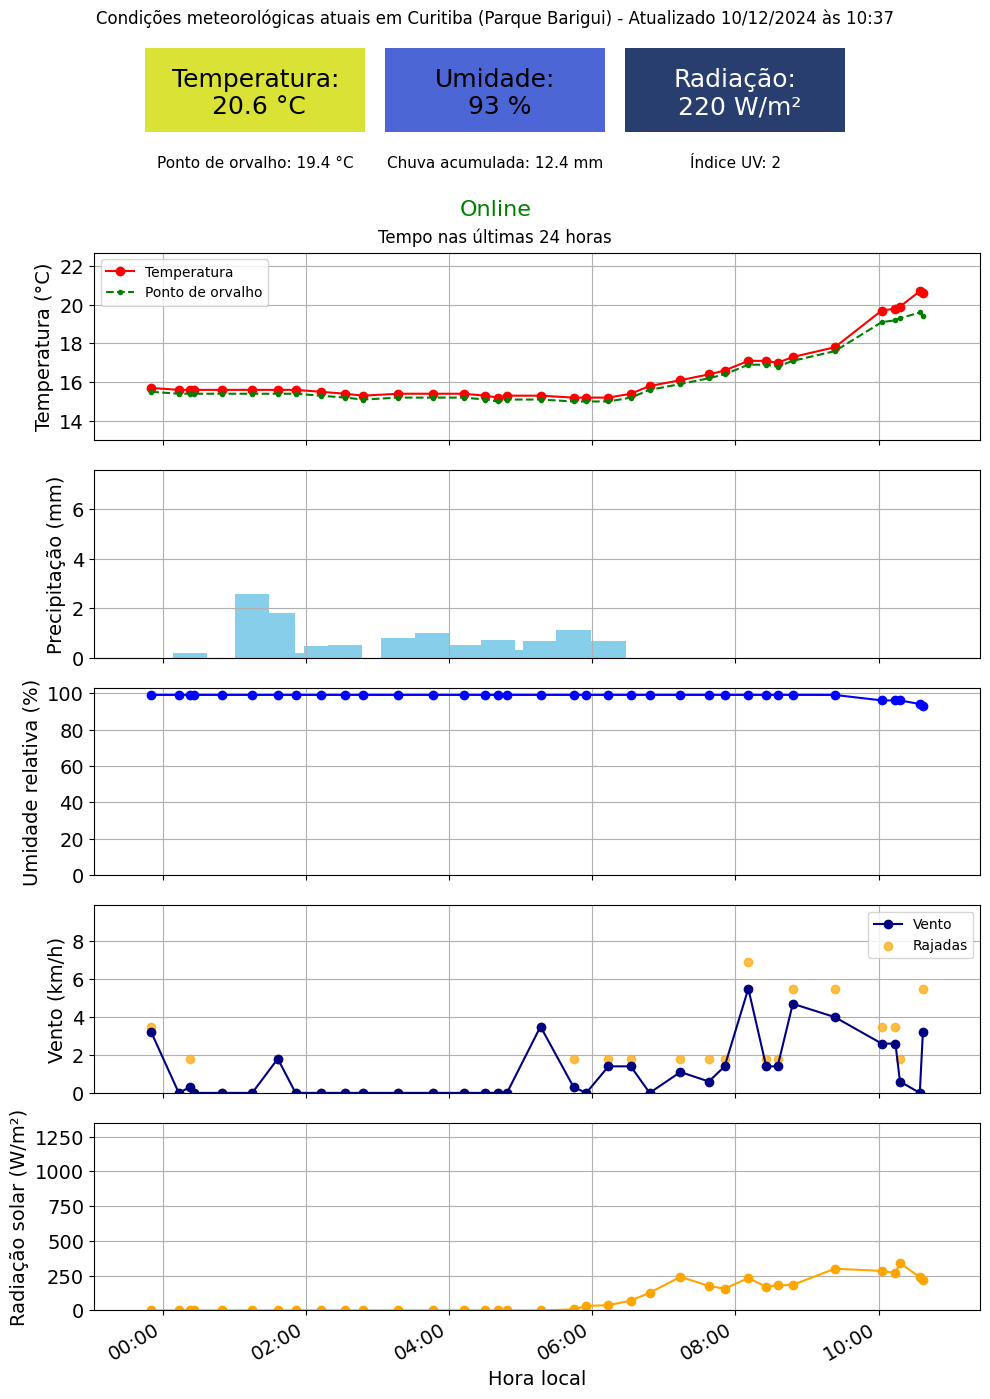 Condições meteorológicas atuais em Curitiba (Parque Barigui) - Atualizado 10/12/2024 às 10:37
Temperatura:
20.6 °C
Umidade:
93 %
Radiação:
220 W/m²
Ponto de orvalho: 19.4 °C
Chuva acumulada: 12.4 mm
Índice UV: 2
Online
Tempo nas últimas 24 horas
Temperatura (°C)
22
20
18
16
14
Temperatura
Ponto de orvalho
Precipitação (mm)
6
4
2
0
Umidade relativa (%)
100
80
60
40
20
0
Vento (km/h)
8
6
4
2
0
Vento
Rajadas
Radiação solar (W/m²)
1250
1000
750
500
250
0
00:00
02:00
04:00
06:00
08:00
10:00
Hora local